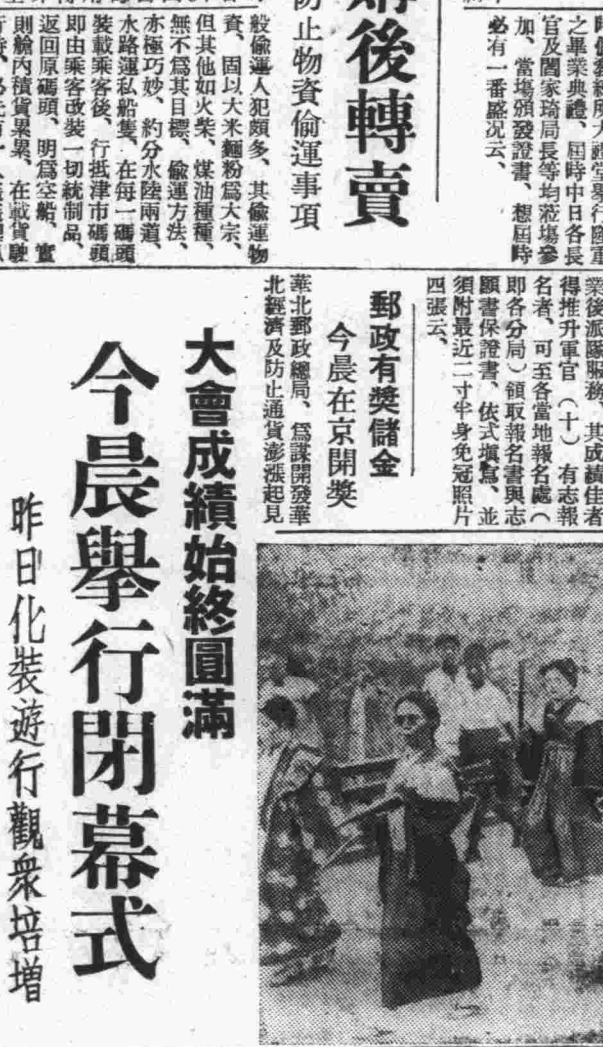 之畢業典禮、屆時中日各長
官及閻家琦局長等均蒞場參
加、當場頒發證書、想屆時
必有一番盛况云、
後轉賣
防止物資偷運事項
般偷運人犯頗多、其偷運物
資、固以大米麵粉爲大宗、
但其他如火柴、煤油種種、
無不爲其目標、偷運方法、
亦極巧妙、約分水陸兩道、
水路運私船隻、在每一碼頭
裝載乘客後、行抵津市碼頭
即由乘客改裝一切統制品、
返回原碼頭、明爲空船、實
則艙內積貨累累、在載貨駛
業後派隊服務、其成績佳者
得推升軍官（十）有志報
名者、可至各當地報名處（
即各分局）領取報名書與志
願書保證書、依式填寫、並
須附最近二寸半身免冠照片
四張云、
郵政有獎儲金
今晨在京開獎
華北郵政總局、爲謀開發華
北經濟及防止通貨澎漲起見
大會成績始終圓滿
今晨舉行閉幕式
昨日化裝遊行觀衆培增